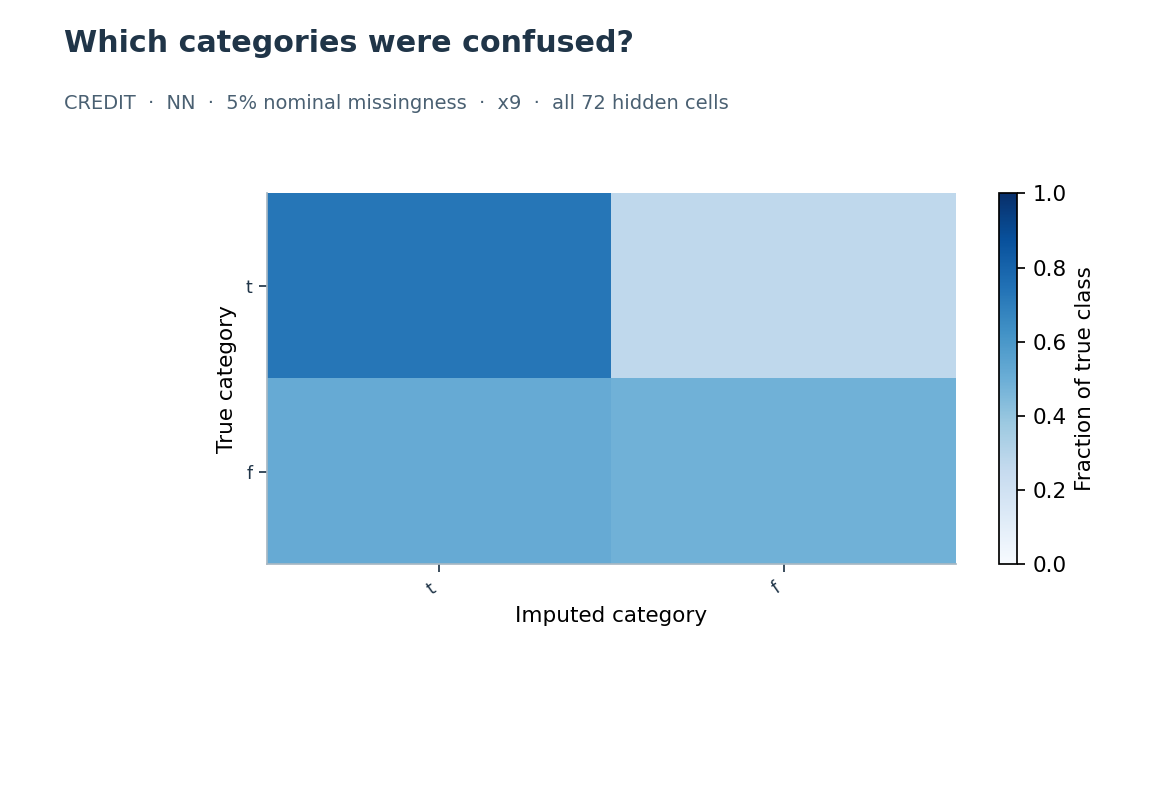 Which categories were confused?
CREDIT · NN · 5% nominal missingness · x9 · all 72 hidden cells
True category
t
f
t
f
Imputed category
1.0
0.8
0.6
0.4
0.2
0.0
Fraction of true class